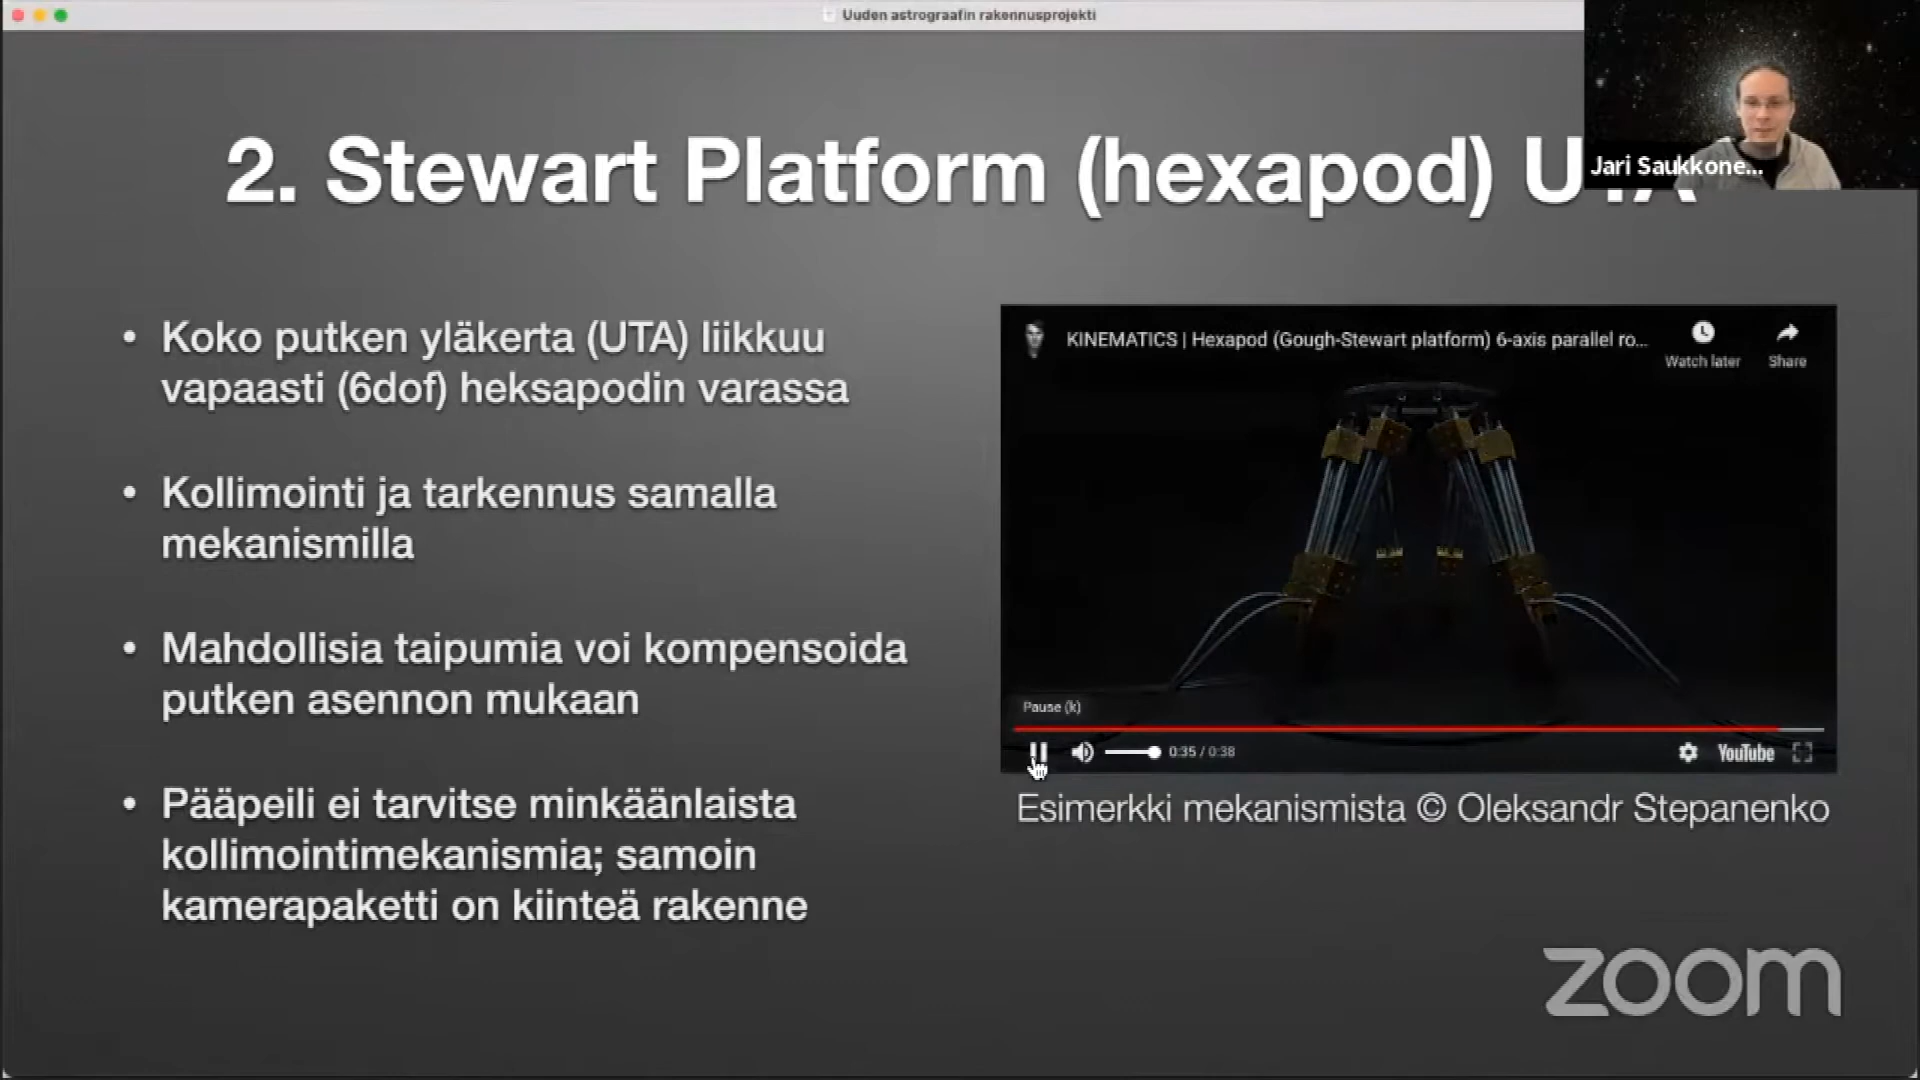 Uuden astrograafin rakennusprojekti
Jari Saukkone...
2. Stewart Platform (hexapod) UTA
• Koko putken yläkerta (UTA) liikkuu
vapaasti (6dof) heksapodin varassa
• Kollimointi ja tarkennus samalla
mekanismilla
• Mahdollisia taipumia voi kompensoida
putken asennon mukaan
• Pääpeili ei tarvitse minkäänlaista
kollimointimekanismia; samoin
kamerapaketti on kiinteä rakenne
KINEMATICS | Hexapod (Gough-Stewart platform) 6-axis parallel ro...
Watch later
Share
Pause (k)
0:35 / 0:38
YouTube
Esimerkki mekanismista © Oleksandr Stepanenko
zoom